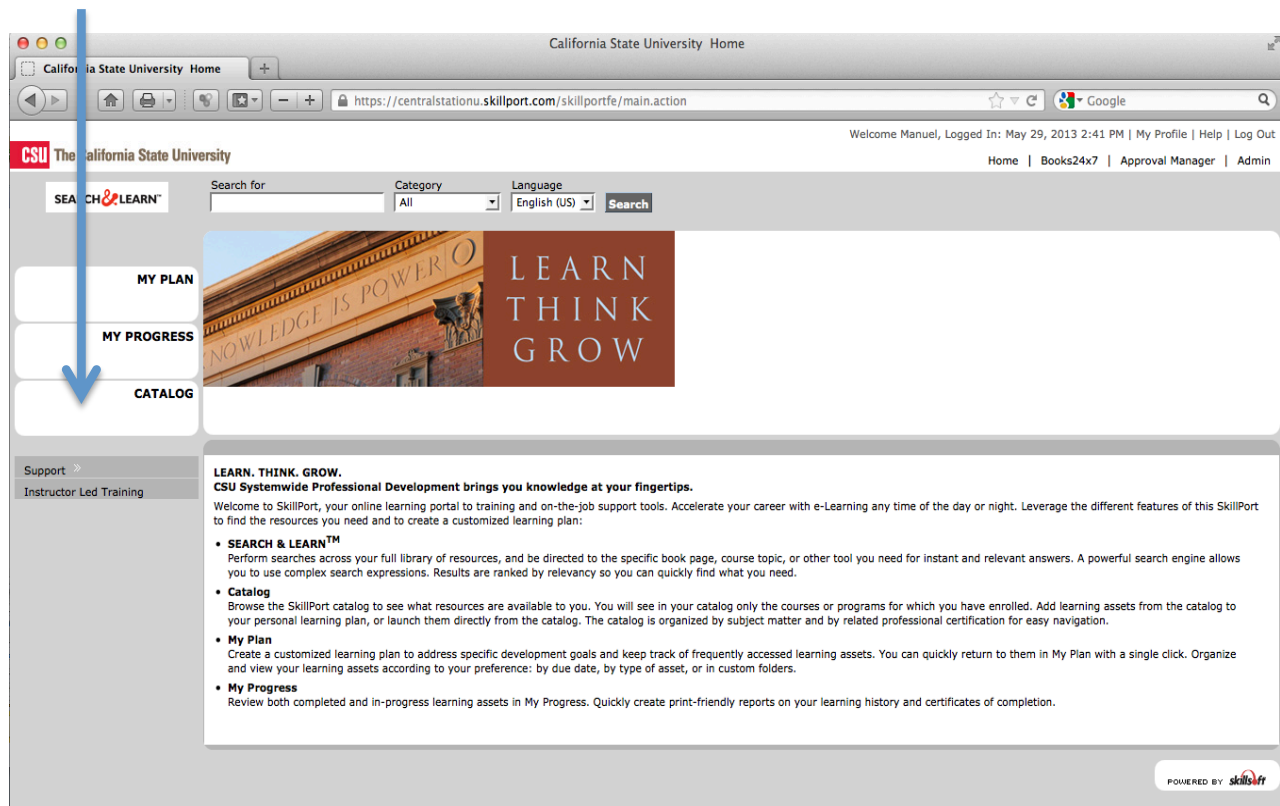 California State University Home
California State University Home
https://centralstationu.skillport.com/skillportfe/main.action
Google
Welcome Manuel, Logged In: May 29, 2013 2:41 PM | My Profile | Help | Log Out
CSU The California State University
Home | Books24x7 | Approval Manager | Admin
SEARCH & LEARN™
Search for
Category
Language
All
English (US)
Search
MY PLAN
MY PROGRESS
CATALOG
KNOWLEDGE IS POWER
LEARN
THINK
GROW
Support »
Instructor Led Training
LEARN. THINK. GROW.
CSU Systemwide Professional Development brings you knowledge at your fingertips.
Welcome to SkillPort, your online learning portal to training and on-the-job support tools. Accelerate your career with e-Learning any time of the day or night. Leverage the different features of this SkillPort
to find the resources you need and to create a customized learning plan:
• SEARCH & LEARN™
Perform searches across your full library of resources, and be directed to the specific book page, course topic, or other tool you need for instant and relevant answers. A powerful search engine allows
you to use complex search expressions. Results are ranked by relevancy so you can quickly find what you need.
• Catalog
Browse the SkillPort catalog to see what resources are available to you. You will see in your catalog only the courses or programs for which you have enrolled. Add learning assets from the catalog to
your personal learning plan, or launch them directly from the catalog. The catalog is organized by subject matter and by related professional certification for easy navigation.
• My Plan
Create a customized learning plan to address specific development goals and keep track of frequently accessed learning assets. You can quickly return to them in My Plan with a single click. Organize
and view your learning assets according to your preference: by due date, by type of asset, or in custom folders.
• My Progress
Review both completed and in-progress learning assets in My Progress. Quickly create print-friendly reports on your learning history and certificates of completion.
POWERED BY skillsoft